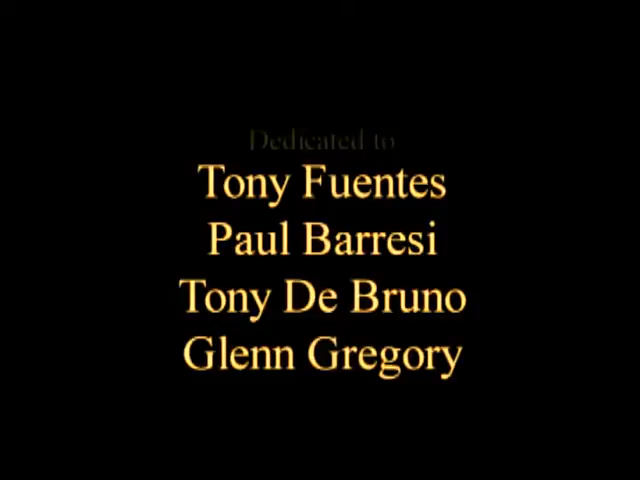 Dedicated to
Tony Fuentes
Paul Barresi
Tony De Bruno
Glenn Gregory